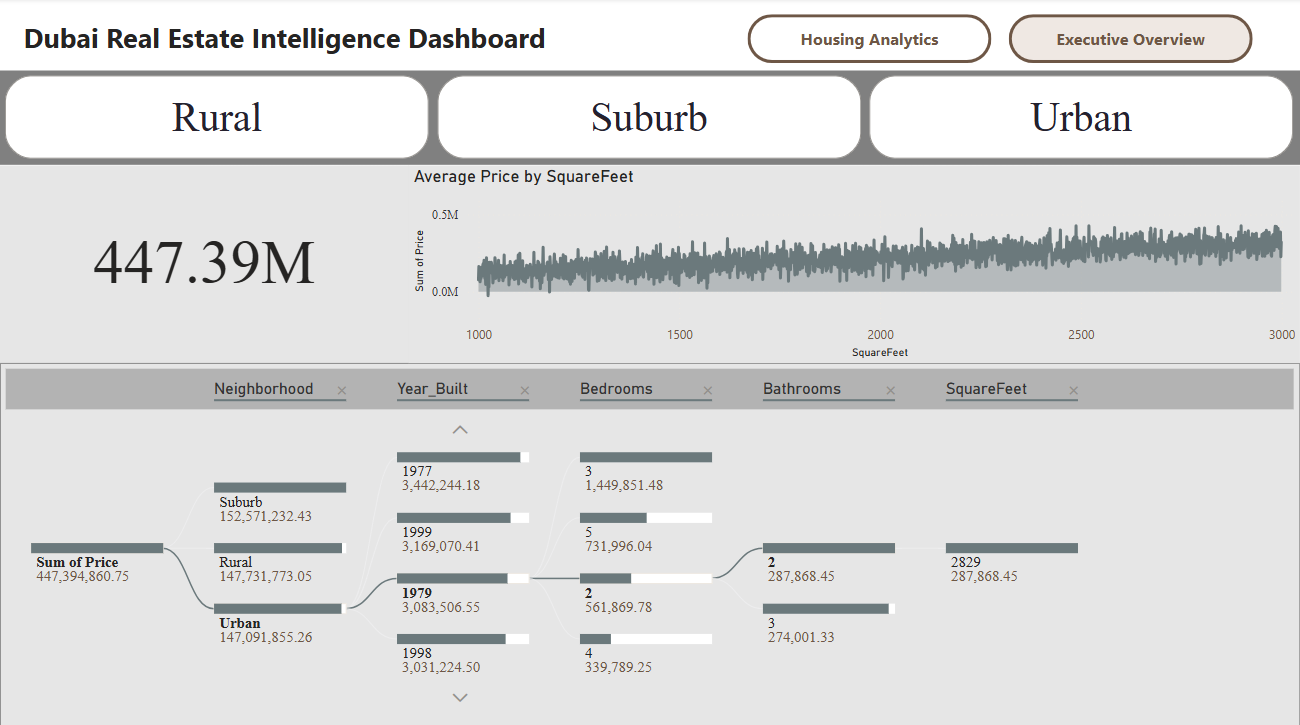 Dubai Real Estate Intelligence Dashboard
Housing Analytics
Executive Overview
Rural
Suburb
Urban
447.39M
Average Price by SquareFeet
Sum of Price
0.5M
0.0M
1000
1500
2000
2500
3000
SquareFeet
Neighborhood
Year_Built
Bedrooms
Bathrooms
SquareFeet
Sum of Price
447,394,860.75
Suburb
152,571,232.43
Rural
147,731,773.05
Urban
147,091,855.26
1977
3,442,244.18
1999
3,169,070.41
1979
3,083,506.55
1998
3,031,224.50
3
1,449,851.48
5
731,996.04
2
561,869.78
4
339,789.25
2
287,868.45
3
274,001.33
2829
287,868.45